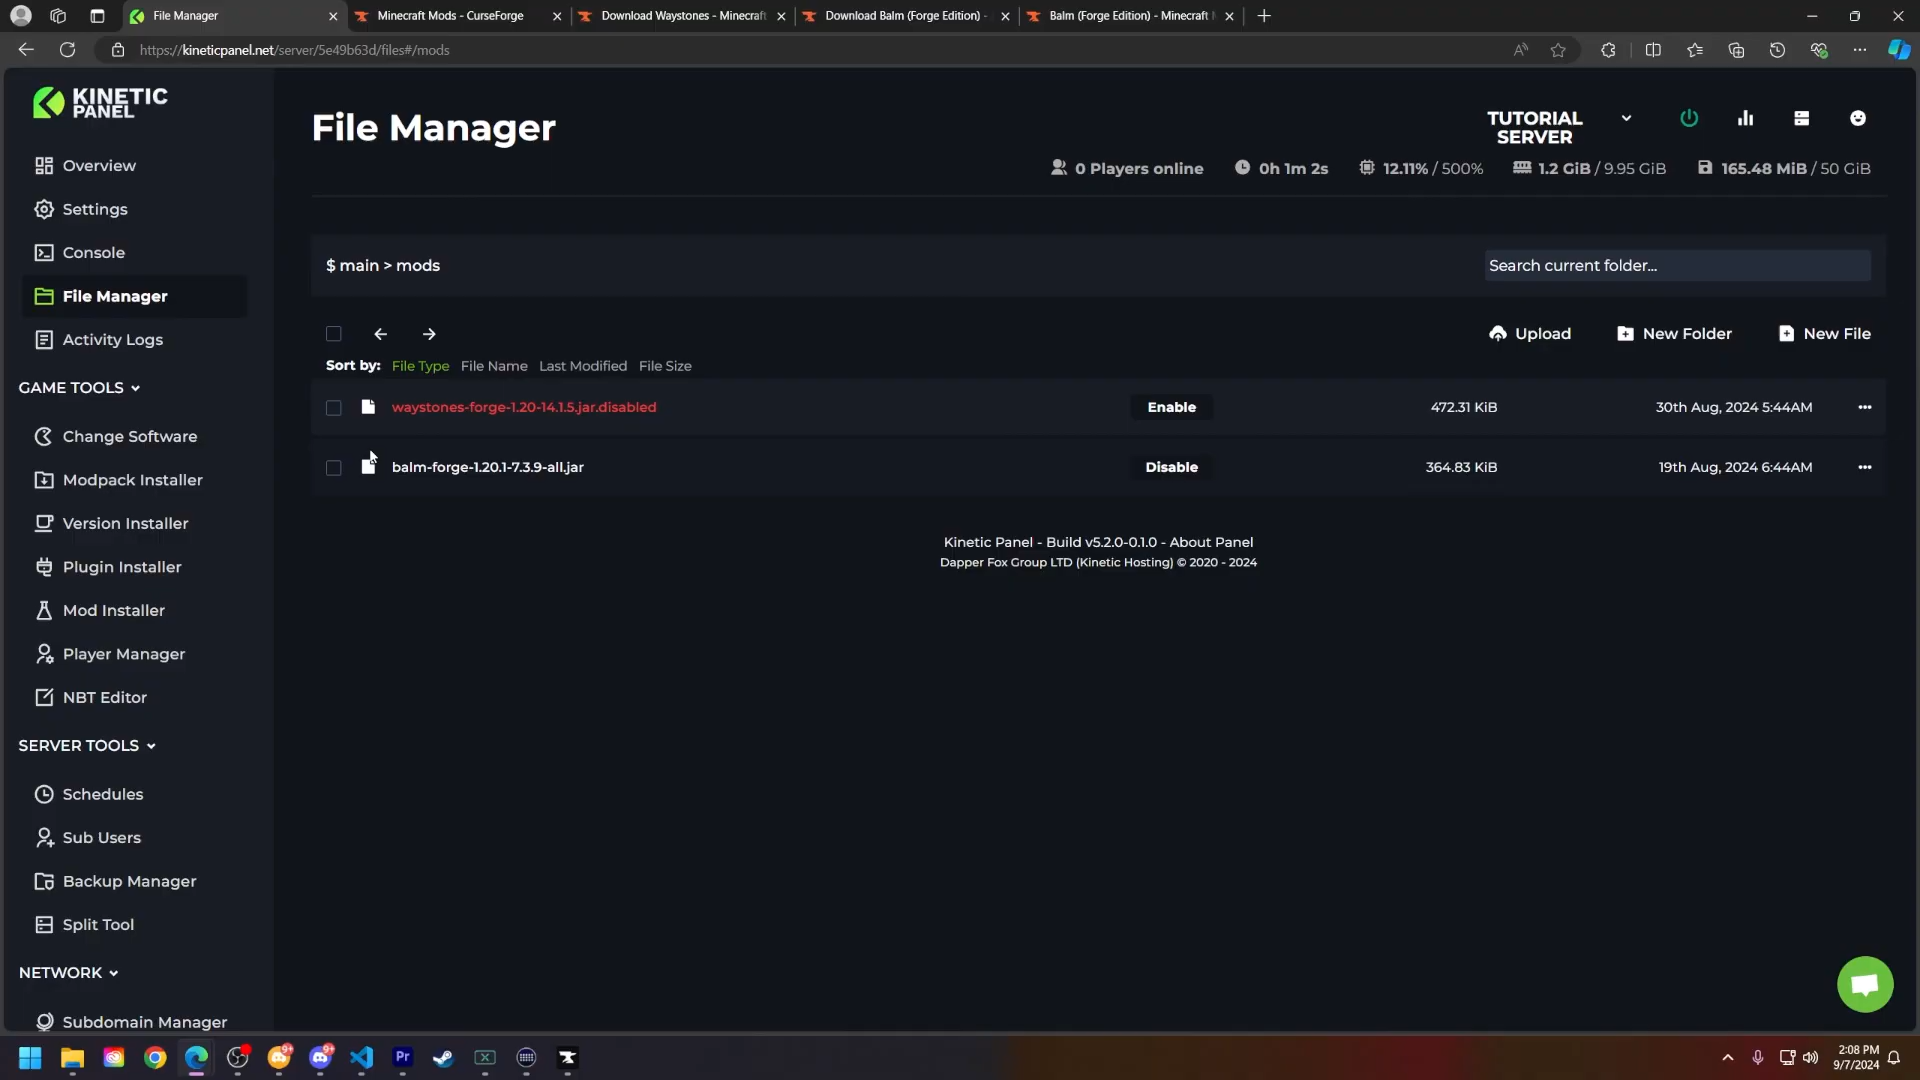 File Manager
Minecraft Mods - CurseForge
Download Waystones - Minecraft
Download Balm (Forge Edition) -
Balm (Forge Edition) - Minecraft
https://kineticpanel.net/server/5e49b63d/files#/mods
KINETIC
PANEL
File Manager
TUTORIAL
SERVER
0 Players online
0h 1m 2s
12.11% / 500%
1.2 GiB / 9.95 GiB
165.48 MiB / 50 GiB
Overview
Settings
Console
File Manager
Activity Logs
GAME TOOLS
Change Software
Modpack Installer
Version Installer
Plugin Installer
Mod Installer
Player Manager
NBT Editor
SERVER TOOLS
Schedules
Sub Users
Backup Manager
Split Tool
NETWORK
Subdomain Manager
$ main > mods
Search current folder...
Upload
New Folder
New File
Sort by: File Type File Name Last Modified File Size
waystones-forge-1.20-14.1.5.jar.disabled
Enable
472.31 KiB
30th Aug, 2024 5:44AM
balm-forge-1.20.1-7.3.9-all.jar
Disable
364.83 KiB
19th Aug, 2024 6:44AM
Kinetic Panel - Build v5.2.0-0.1.0 - About Panel
Dapper Fox Group LTD (Kinetic Hosting) © 2020 - 2024
9+
9+
Pr
2:08 PM
9/7/2024